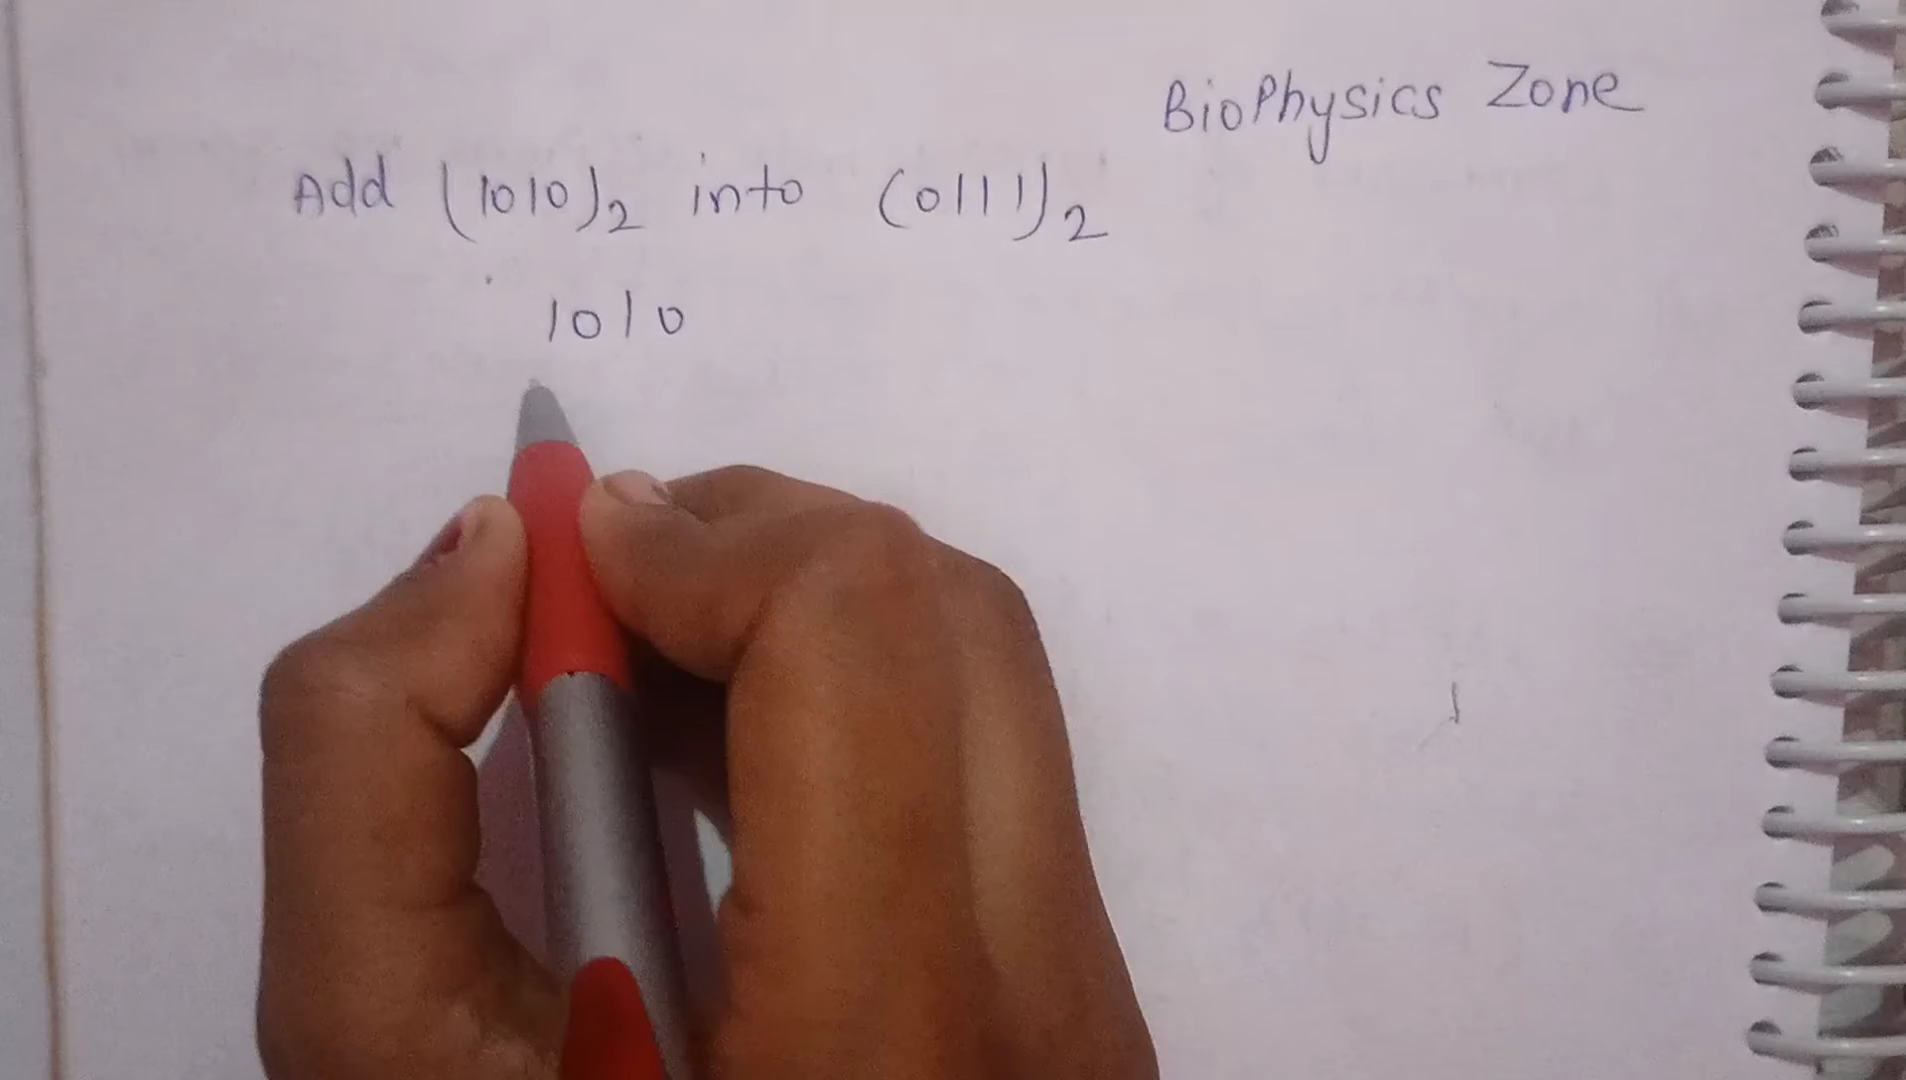 BioPhysics Zone
Add (1010)₂ into (0111)₂
1010